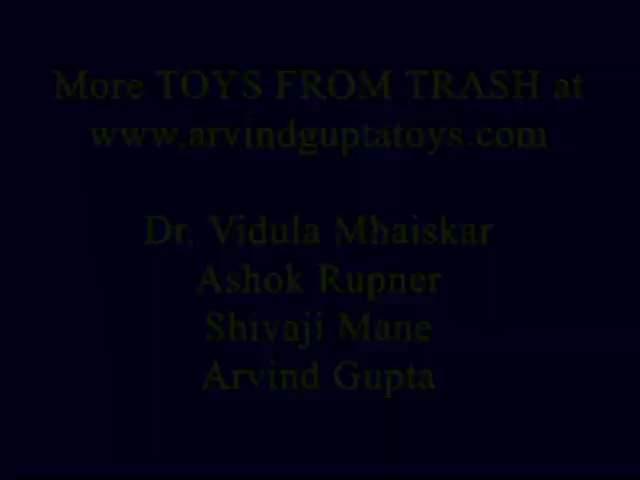 More TOYS FROM TRASH at
www.arvindguptatoys.com
Dr. Vidula Mhaiskar
Ashok Rupner
Shivaji Mane
Arvind Gupta